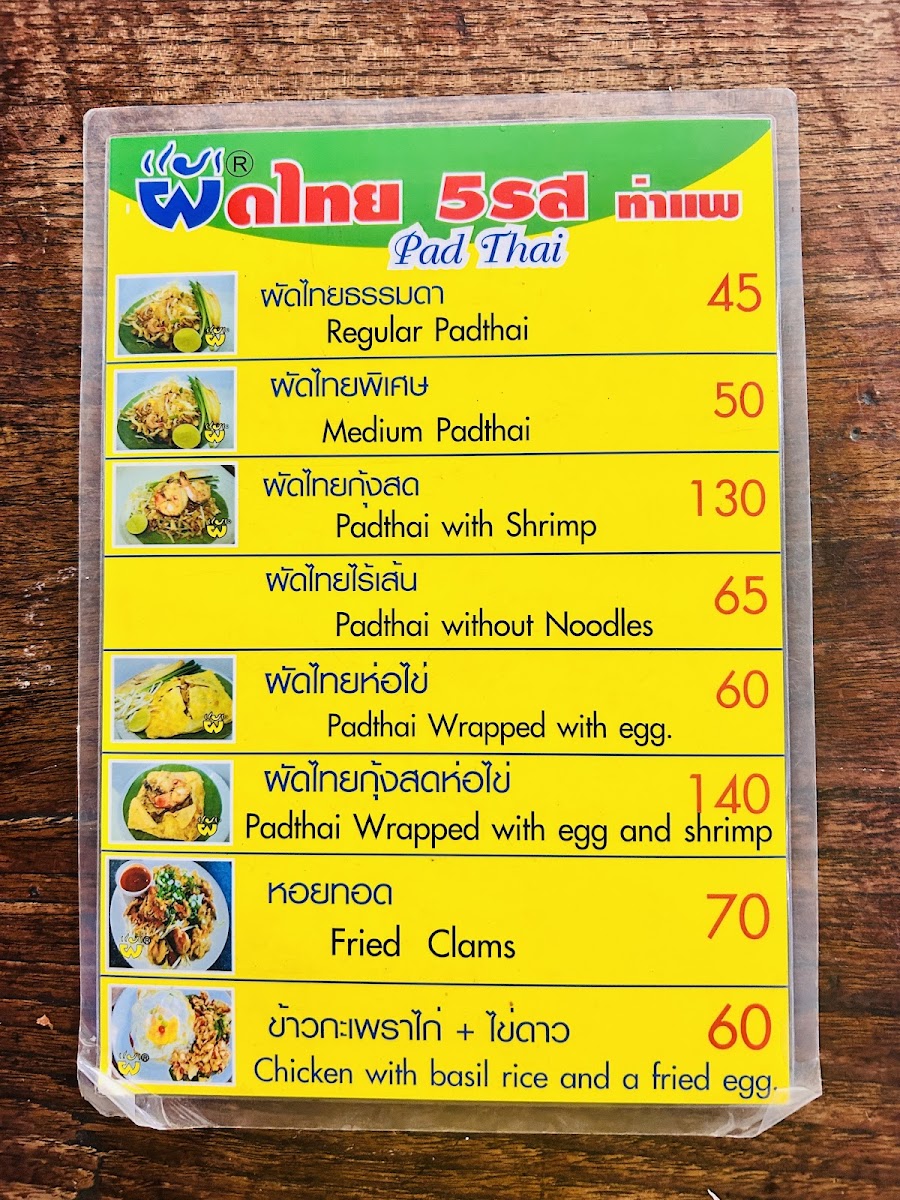 ผัดไทย 5รส ท่าแพ
®
Pad Thai
ผัดไทยธรรมดา
Regular Padthai
45
ผัดไทยพิเศษ
Medium Padthai
50
ผัดไทยกุ้งสด
Padthai with Shrimp
130
ผัดไทยไร้เส้น
Padthai without Noodles
65
ผัดไทยห่อไข่
Padthai Wrapped with egg.
60
ผัดไทยกุ้งสดห่อไข่
Padthai Wrapped with egg and shrimp
140
หอยทอด
Fried Clams
70
ข้าวกะเพราไก่ + ไข่ดาว
Chicken with basil rice and a fried egg.
60